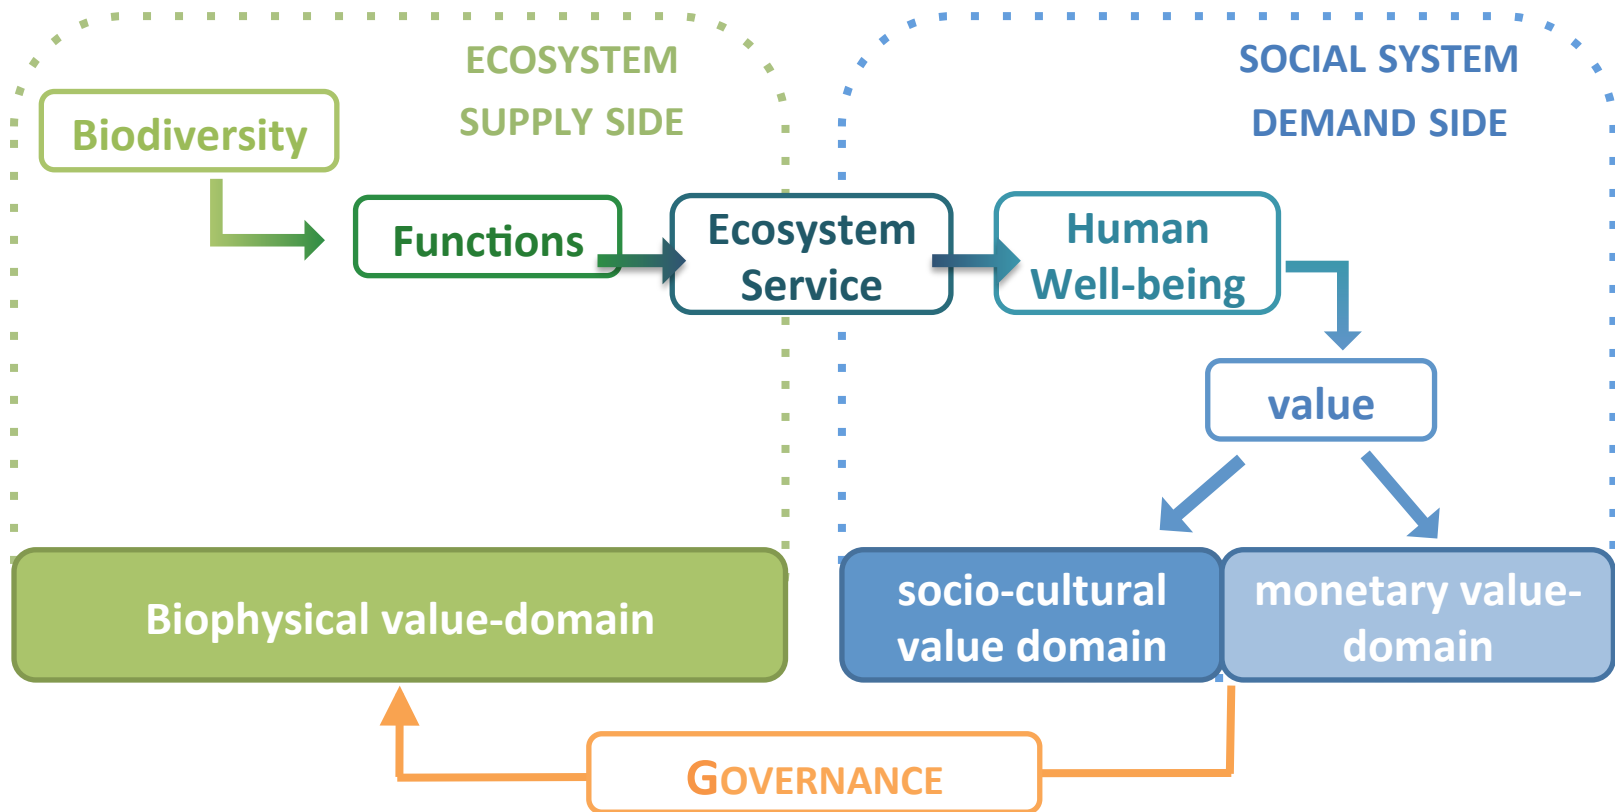 ECOSYSTEM
SUPPLY SIDE
SOCIAL SYSTEM
DEMAND SIDE
Biodiversity
Functions
Ecosystem
Service
Human
Well-being
value
Biophysical value-domain
socio-cultural
value domain
monetary value-
domain
GOVERNANCE